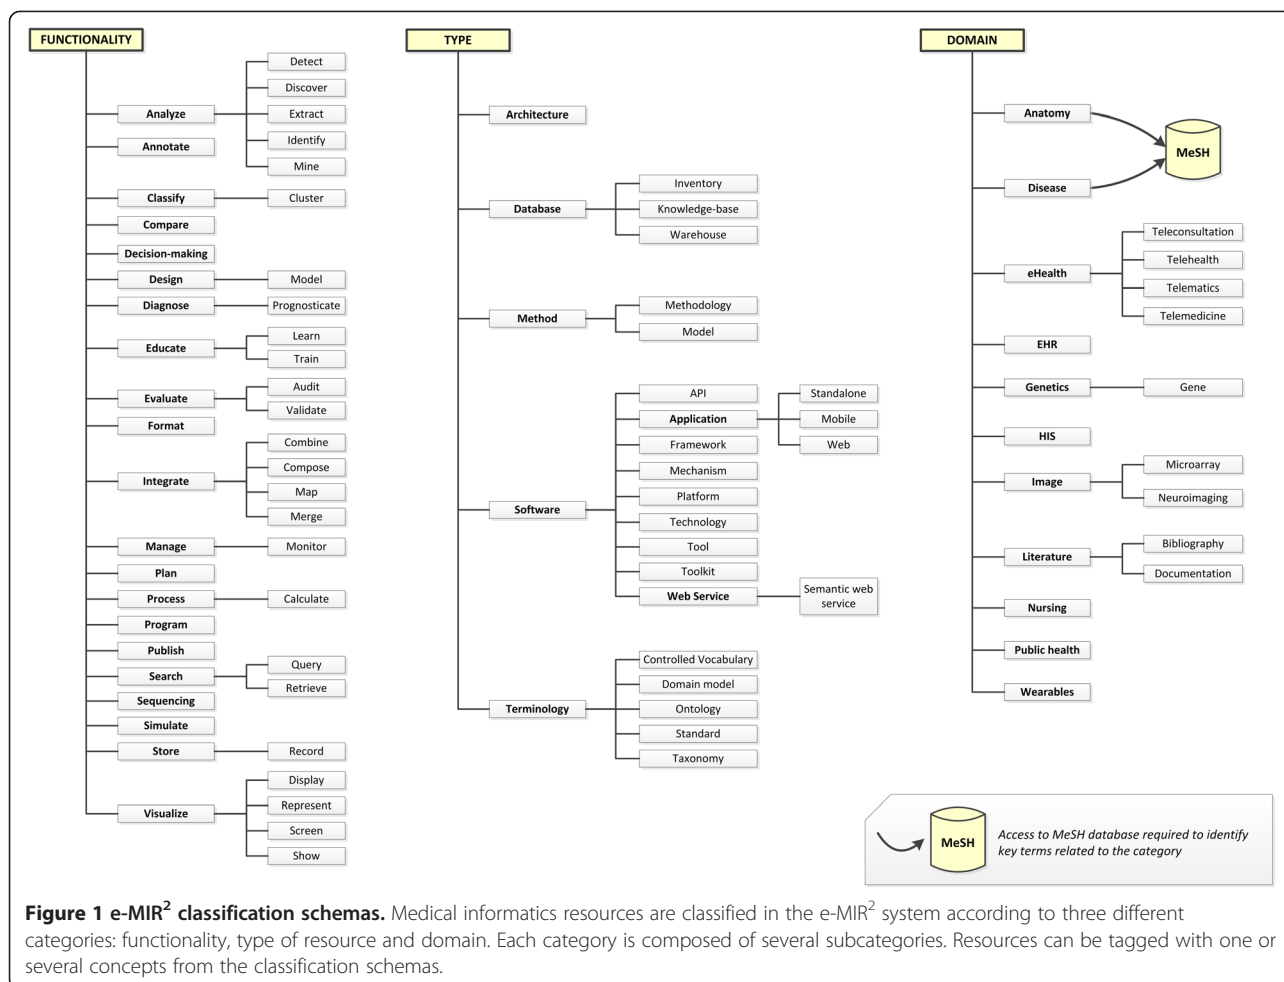 FUNCTIONALITY
Analyze
Detect
Discover
Extract
Identify
Mine
Annotate
Classify
Cluster
Compare
Decision-making
Design
Model
Diagnose
Prognosticate
Educate
Learn
Train
Evaluate
Audit
Validate
Format
Integrate
Combine
Compose
Map
Merge
Manage
Monitor
Plan
Process
Calculate
Program
Publish
Search
Query
Retrieve
Sequencing
Simulate
Store
Record
Visualize
Display
Represent
Screen
Show
TYPE
Architecture
Database
Inventory
Knowledge-base
Warehouse
Method
Methodology
Model
Software
API
Application
Standalone
Mobile
Web
Framework
Mechanism
Platform
Technology
Tool
Toolkit
Web Service
Semantic web
service
Terminology
Controlled Vocabulary
Domain model
Ontology
Standard
Taxonomy
DOMAIN
Anatomy
MeSH
Disease
eHealth
Teleconsultation
Telehealth
Telematics
Telemedicine
EHR
Genetics
Gene
HIS
Image
Microarray
Neuroimaging
Literature
Bibliography
Documentation
Nursing
Public health
Wearables
MeSH
Access to MeSH database required to identify
key terms related to the category
Figure 1 e-MIR² classification schemas. Medical informatics resources are classified in the e-MIR² system according to three different
categories: functionality, type of resource and domain. Each category is composed of several subcategories. Resources can be tagged with one or
several concepts from the classification schemas.